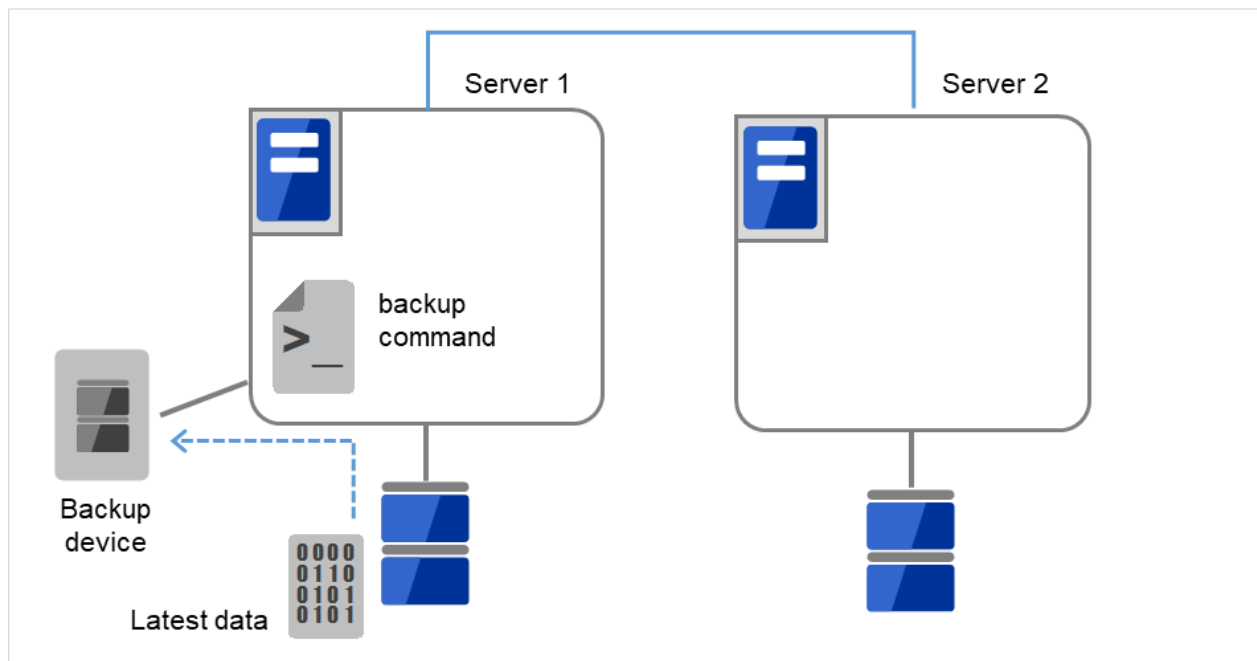 Server 1
Server 2
backup
command
>_
Backup
device
0000
0110
0101
0101
Latest data